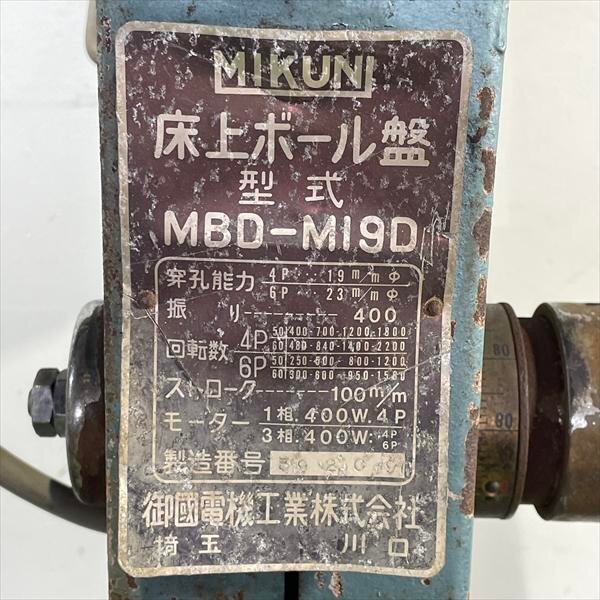 MIKUNI
床上ボール盤
型式
MBD-M19D
穿孔能力 4P…19m/mΦ
6P…23m/mΦ
振り-------- 400
回転数 4P 50|400-700-1200-1800
60|480-840-1400-2200
6P 50|250-500-800-1200
60|300-600-950-1500
ストローク 100m/m
モーター 1相.400W.4P
3相.400W: 4P
6P
製造番号
御國電機工業株式会社
埼玉 川口
80
80